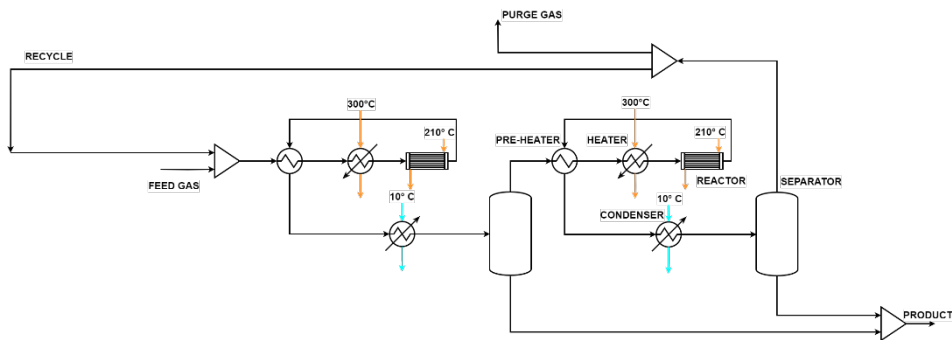 PURGE GAS
RECYCLE
300°C
210° C
PRE-HEATER
HEATER
300°C
210° C
FEED GAS
10° C
REACTOR
SEPARATOR
10° C
CONDENSER
PRODUCT